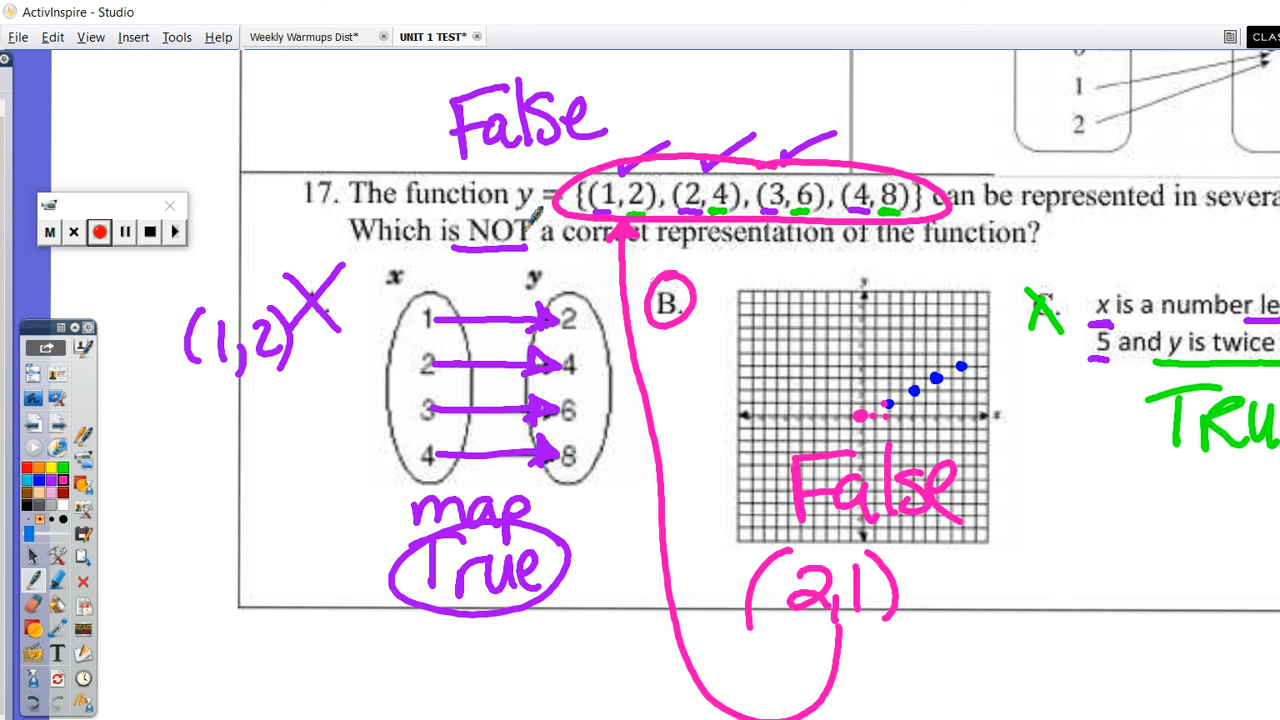 ActivInspire - Studio
File Edit View Insert Tools Help
Weekly Warmups Dist*
UNIT 1 TEST*
False
1
2
17. The function y = {(1, 2), (2, 4), (3, 6), (4, 8)} can be represented in severa
Which is NOT a correct representation of the function?
M
x y
(1,2)
1 2
2 4
3 6
4 8
map
True
B.
y
x
False
(2,1)
x is a number le
5 and y is twice
TRU
T